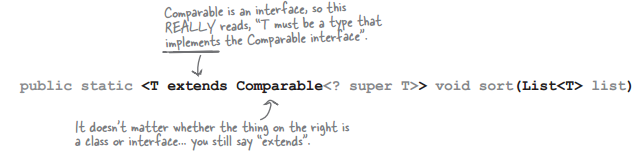 Comparable is an interface, so this
REALLY reads, "T must be a type that
implements the Comparable interface".
public static <T extends Comparable<? super T>> void sort(List<T> list)
It doesn't matter whether the thing on the right is
a class or interface... you still say "extends".